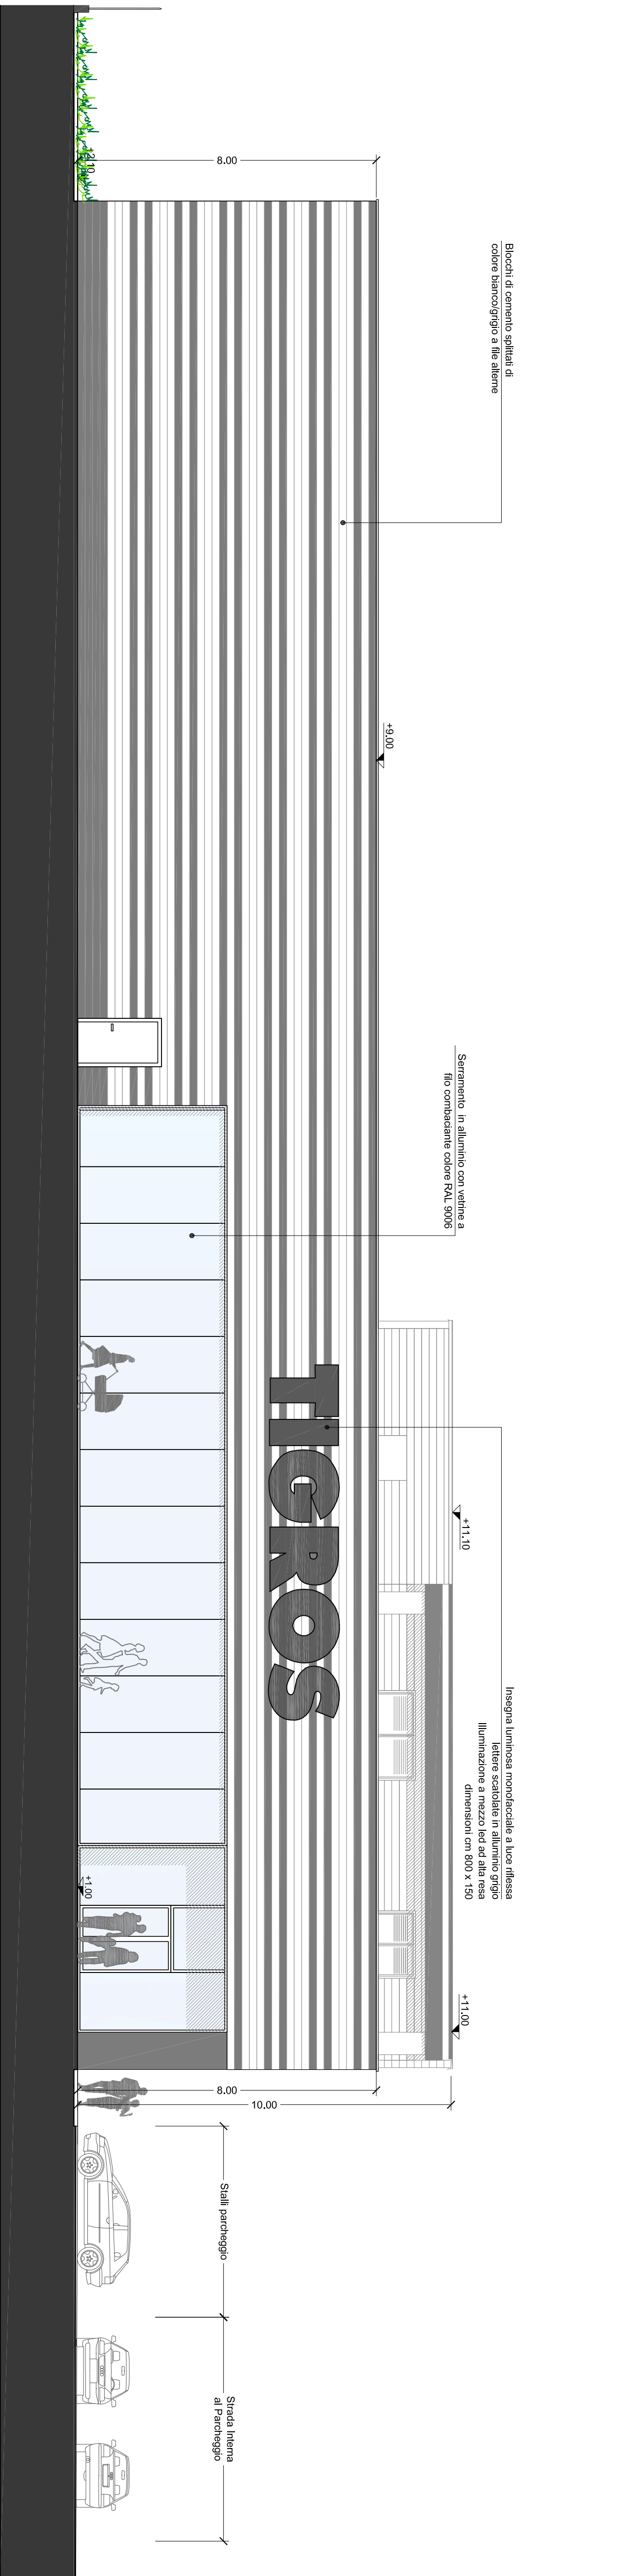 Blocchi di cemento splittati di
colore bianco/grigio a file alterne
Serramento in alluminio con vetrine a
filo combaciante colore RAL 9006
Insegna luminosa monofacciale a luce riflessa
lettere scatolate in alluminio grigio
Illuminazione a mezzo led ad alta resa
dimensioni cm 800 x 150
+9.00
+11.10
+11.00
8.00
+2.10
TIGROS
+1.00
8.00
10.00
Stalli parcheggio
Strada Interna
al Parcheggio